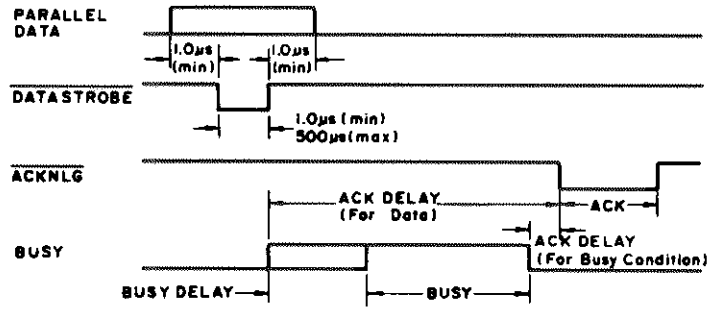 PARALLEL
DATA
1.0µs
(min)
1.0µs
(min)
DATASTROBE
1.0µs (min)
500µs(max)
ACKNLG
ACK DELAY
(For Data)
ACK
BUSY
ACK DELAY
(For Busy Condition)
BUSY DELAY
BUSY